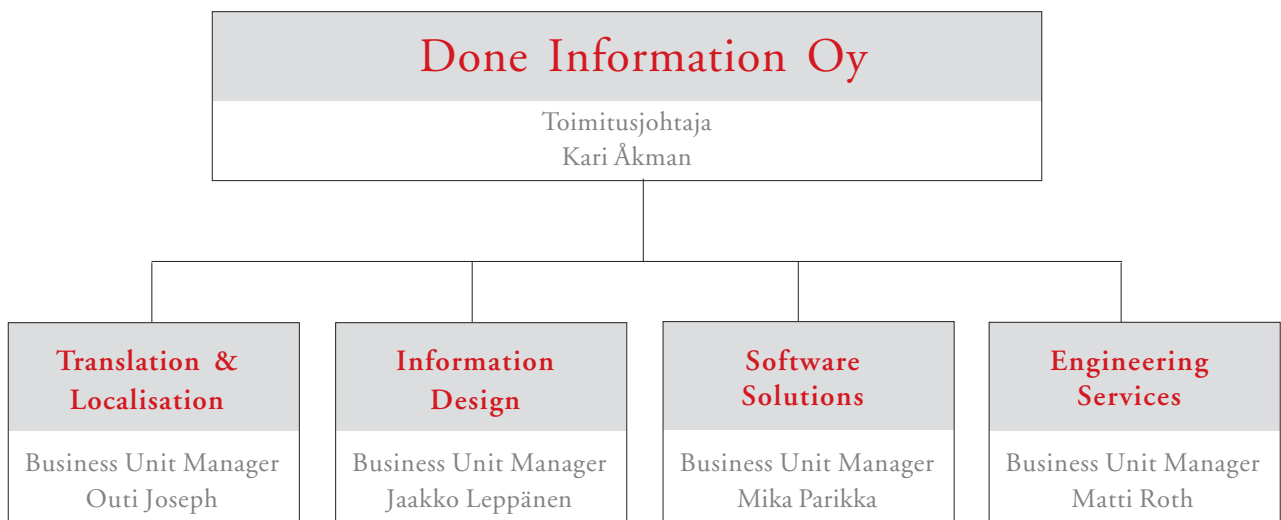 Done Information Oy
Toimitusjohtaja
Kari Åkman
Translation &
Localisation
Business Unit Manager
Outi Joseph
Information
Design
Business Unit Manager
Jaakko Leppänen
Software
Solutions
Business Unit Manager
Mika Parikka
Engineering
Services
Business Unit Manager
Matti Roth